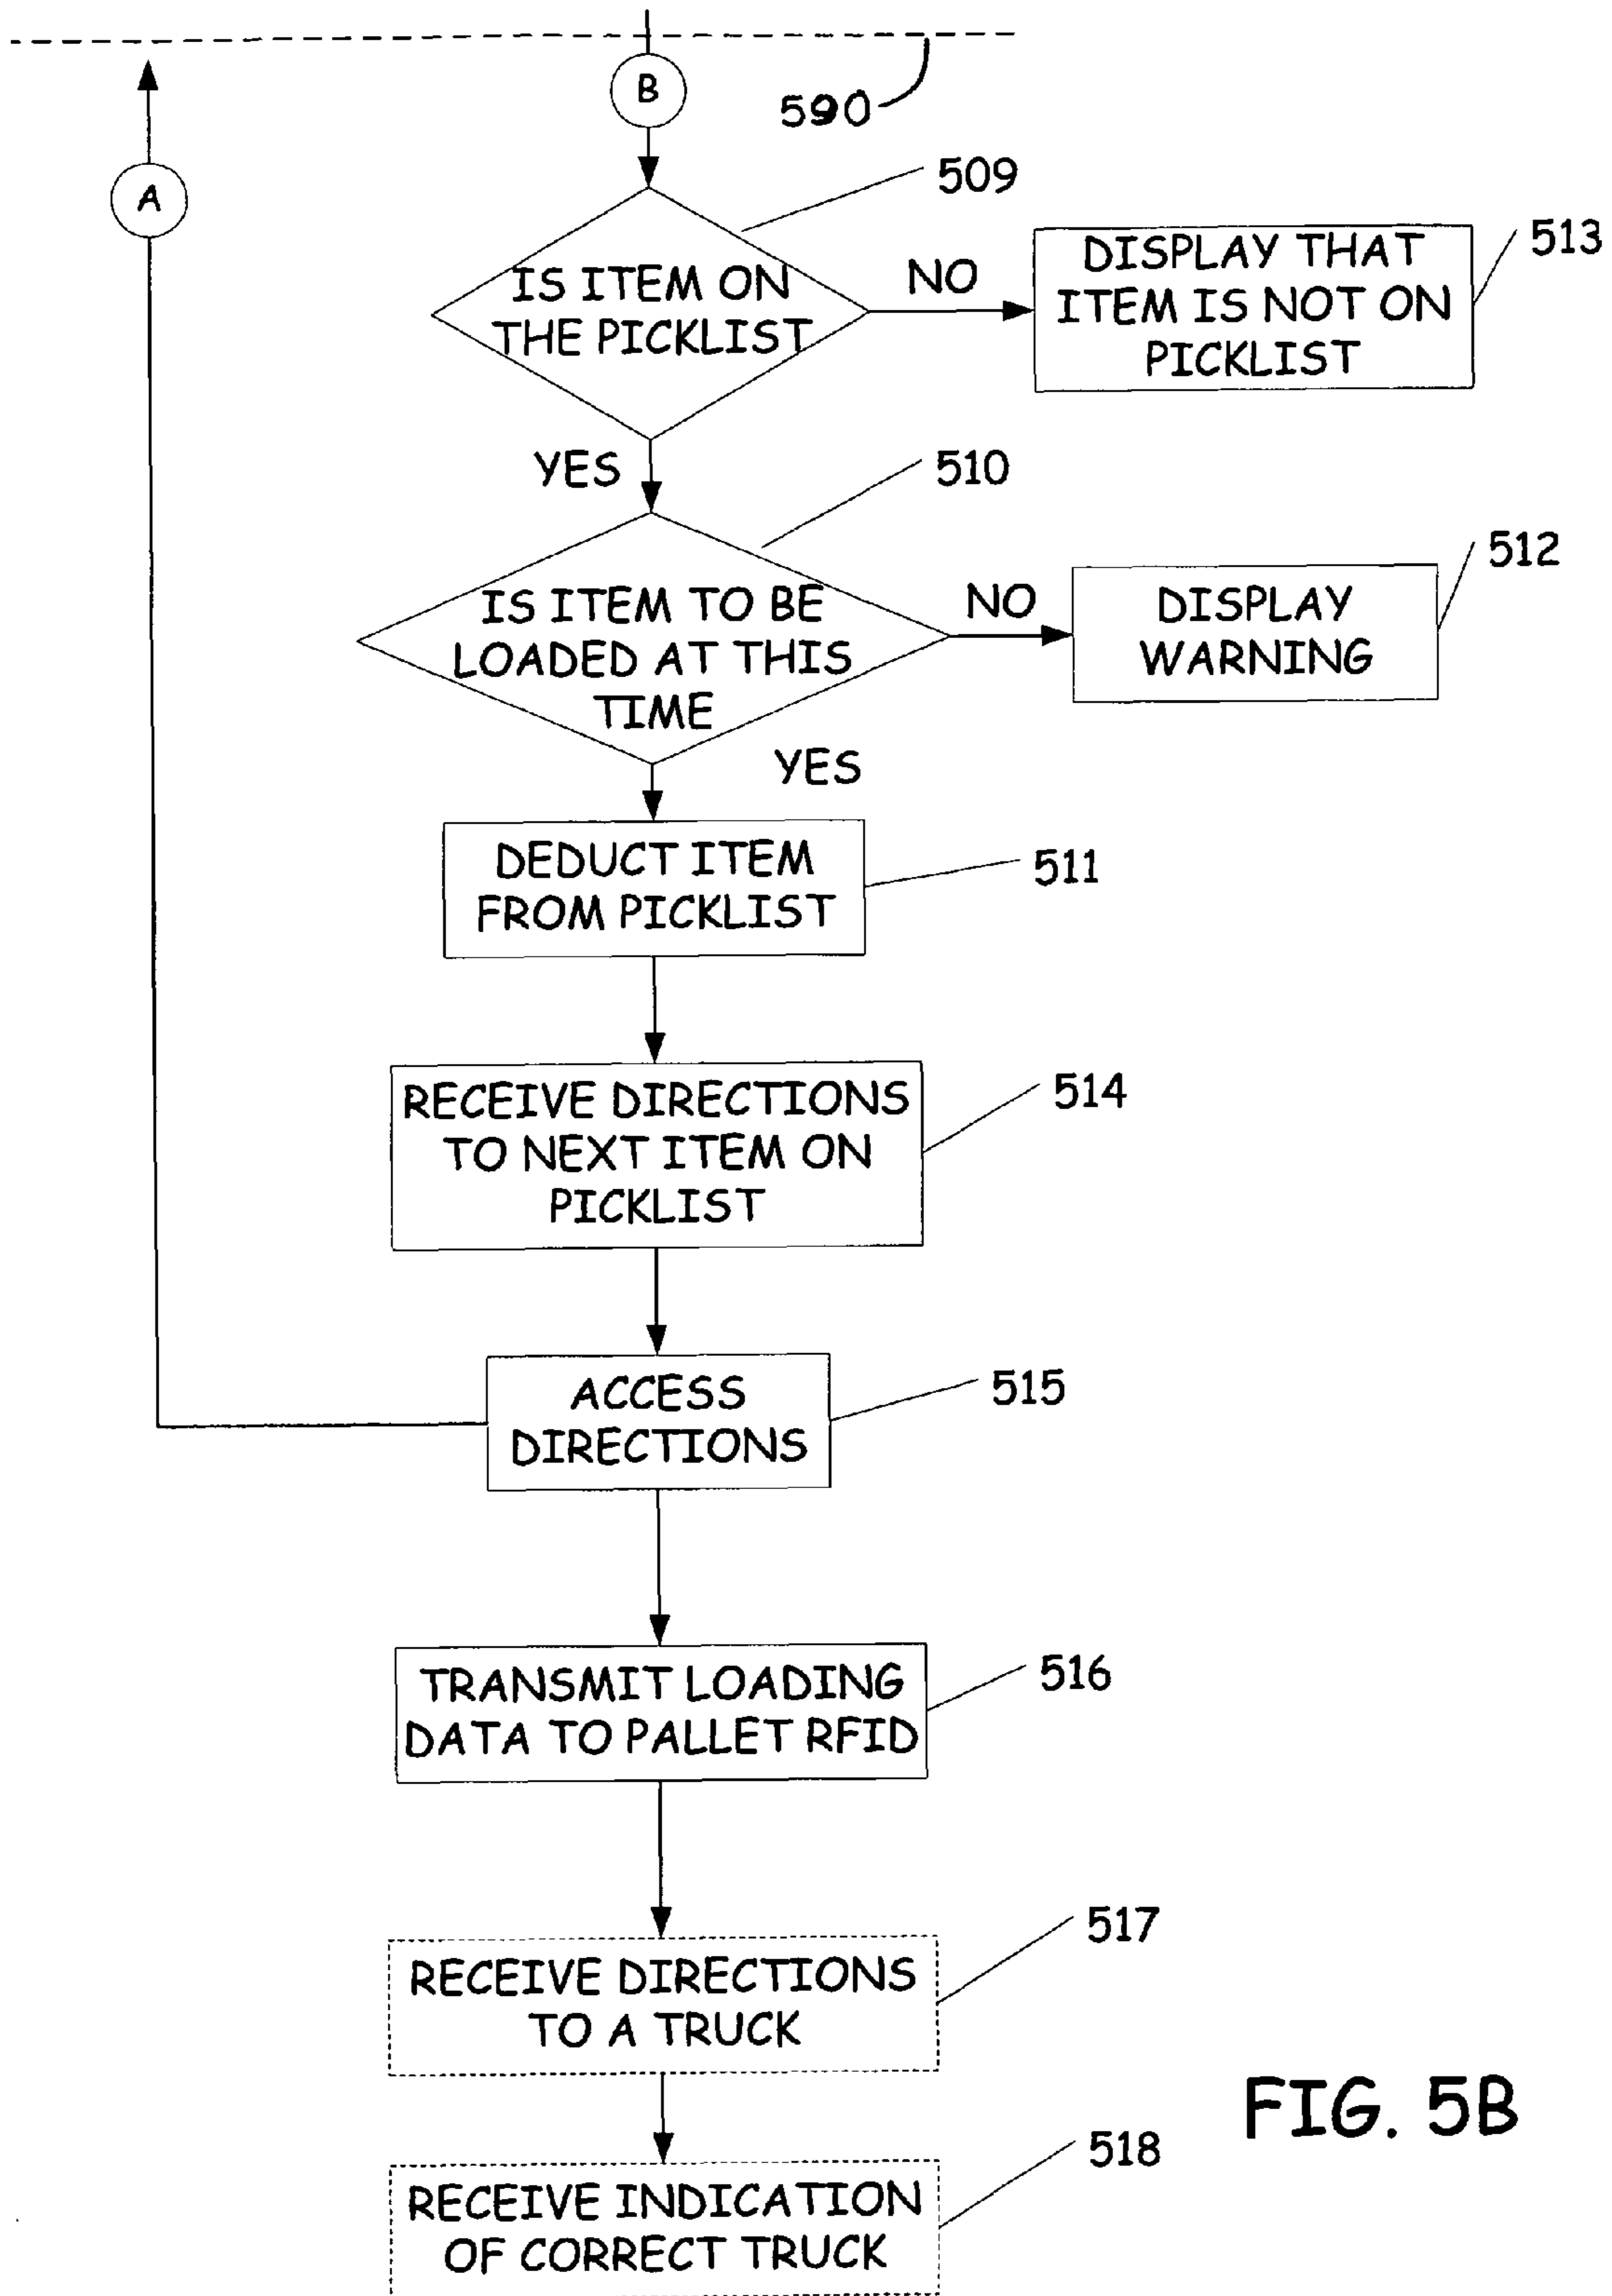 B
590
A
509
IS ITEM ON
THE PICKLIST
NO
DISPLAY THAT
ITEM IS NOT ON
PICKLIST
513
YES
510
IS ITEM TO BE
LOADED AT THIS
TIME
NO
DISPLAY
WARNING
512
YES
DEDUCT ITEM
FROM PICKLIST
511
RECEIVE DIRECTIONS
TO NEXT ITEM ON
PICKLIST
514
ACCESS
DIRECTIONS
515
TRANSMIT LOADING
DATA TO PALLET RFID
516
RECEIVE DIRECTIONS
TO A TRUCK
517
RECEIVE INDICATION
OF CORRECT TRUCK
518
FIG. 5B